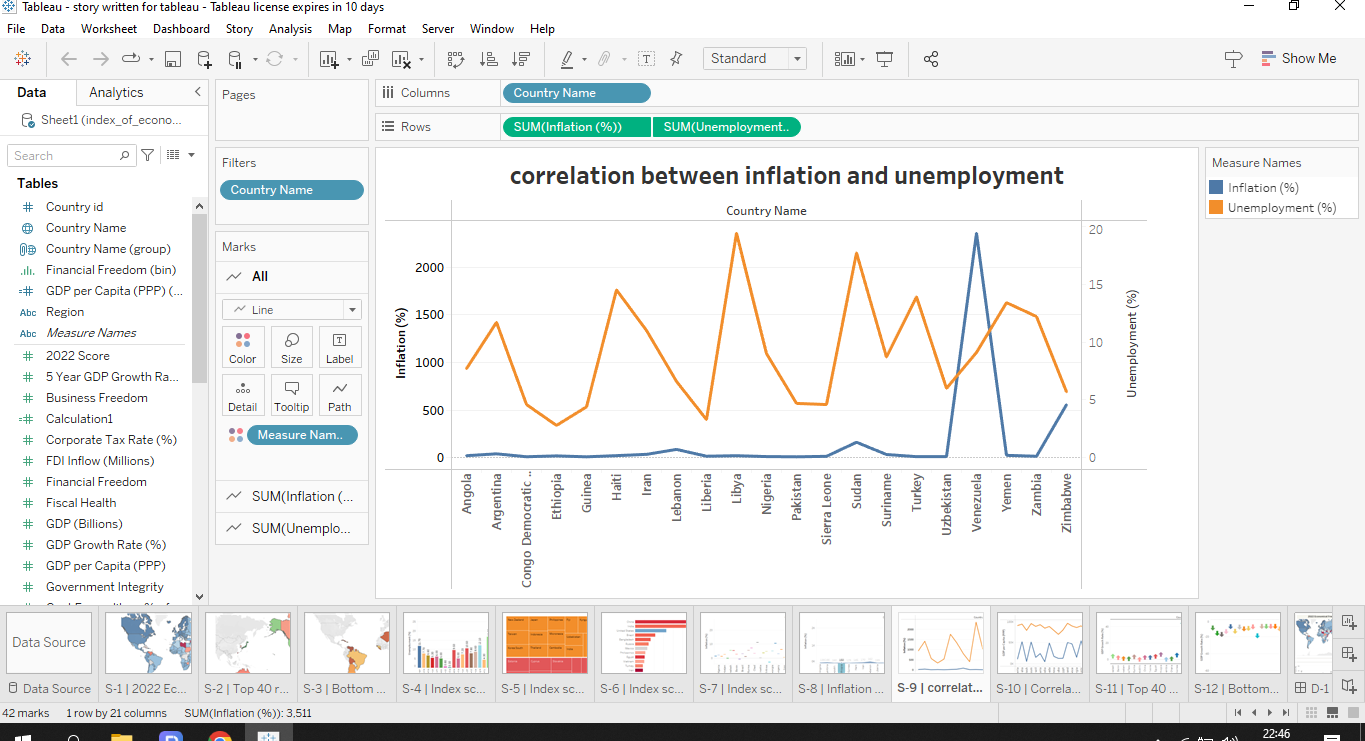 Tableau - story written for tableau - Tableau license expires in 10 days
File Data Worksheet Dashboard Story Analysis Map Format Server Window Help
Standard
Show Me
Data Analytics
Sheet1 (index_of_econo...
Search
Tables
Country id
Country Name
Country Name (group)
Financial Freedom (bin)
GDP per Capita (PPP) (...
Abc Region
Abc Measure Names
2022 Score
5 Year GDP Growth Ra...
Business Freedom
Calculation1
Corporate Tax Rate (%)
FDI Inflow (Millions)
Financial Freedom
Fiscal Health
GDP (Billions)
GDP Growth Rate (%)
GDP per Capita (PPP)
Government Integrity
Pages
Filters
Country Name
Marks
All
Line
Color Size Label
Detail Tooltip Path
Measure Nam..
SUM(Inflation (...
SUM(Unemplo...
Columns Country Name
Rows SUM(Inflation (%)) SUM(Unemployment..
correlation between inflation and unemployment
Country Name
Inflation (%)
2000
1500
1000
500
0
20
15
10
5
0
Unemployment (%)
Angola
Argentina
Congo Democratic ..
Ethiopia
Guinea
Haiti
Iran
Lebanon
Liberia
Libya
Nigeria
Pakistan
Sierra Leone
Sudan
Suriname
Turkey
Uzbekistan
Venezuela
Yemen
Zambia
Zimbabwe
Measure Names
Inflation (%)
Unemployment (%)
Data Source
Data Source
S-1 | 2022 Ec...
S-2 | Top 40 r...
S-3 | Bottom ...
S-4 | Index sc...
S-5 | Index sc...
S-6 | Index sc...
S-7 | Index sc...
S-8 | Inflation ...
S-9 | correlat...
S-10 | Correla...
S-11 | Top 40 ...
S-12 | Bottom...
D-1
42 marks 1 row by 21 columns SUM(Inflation (%)): 3,511
22:46